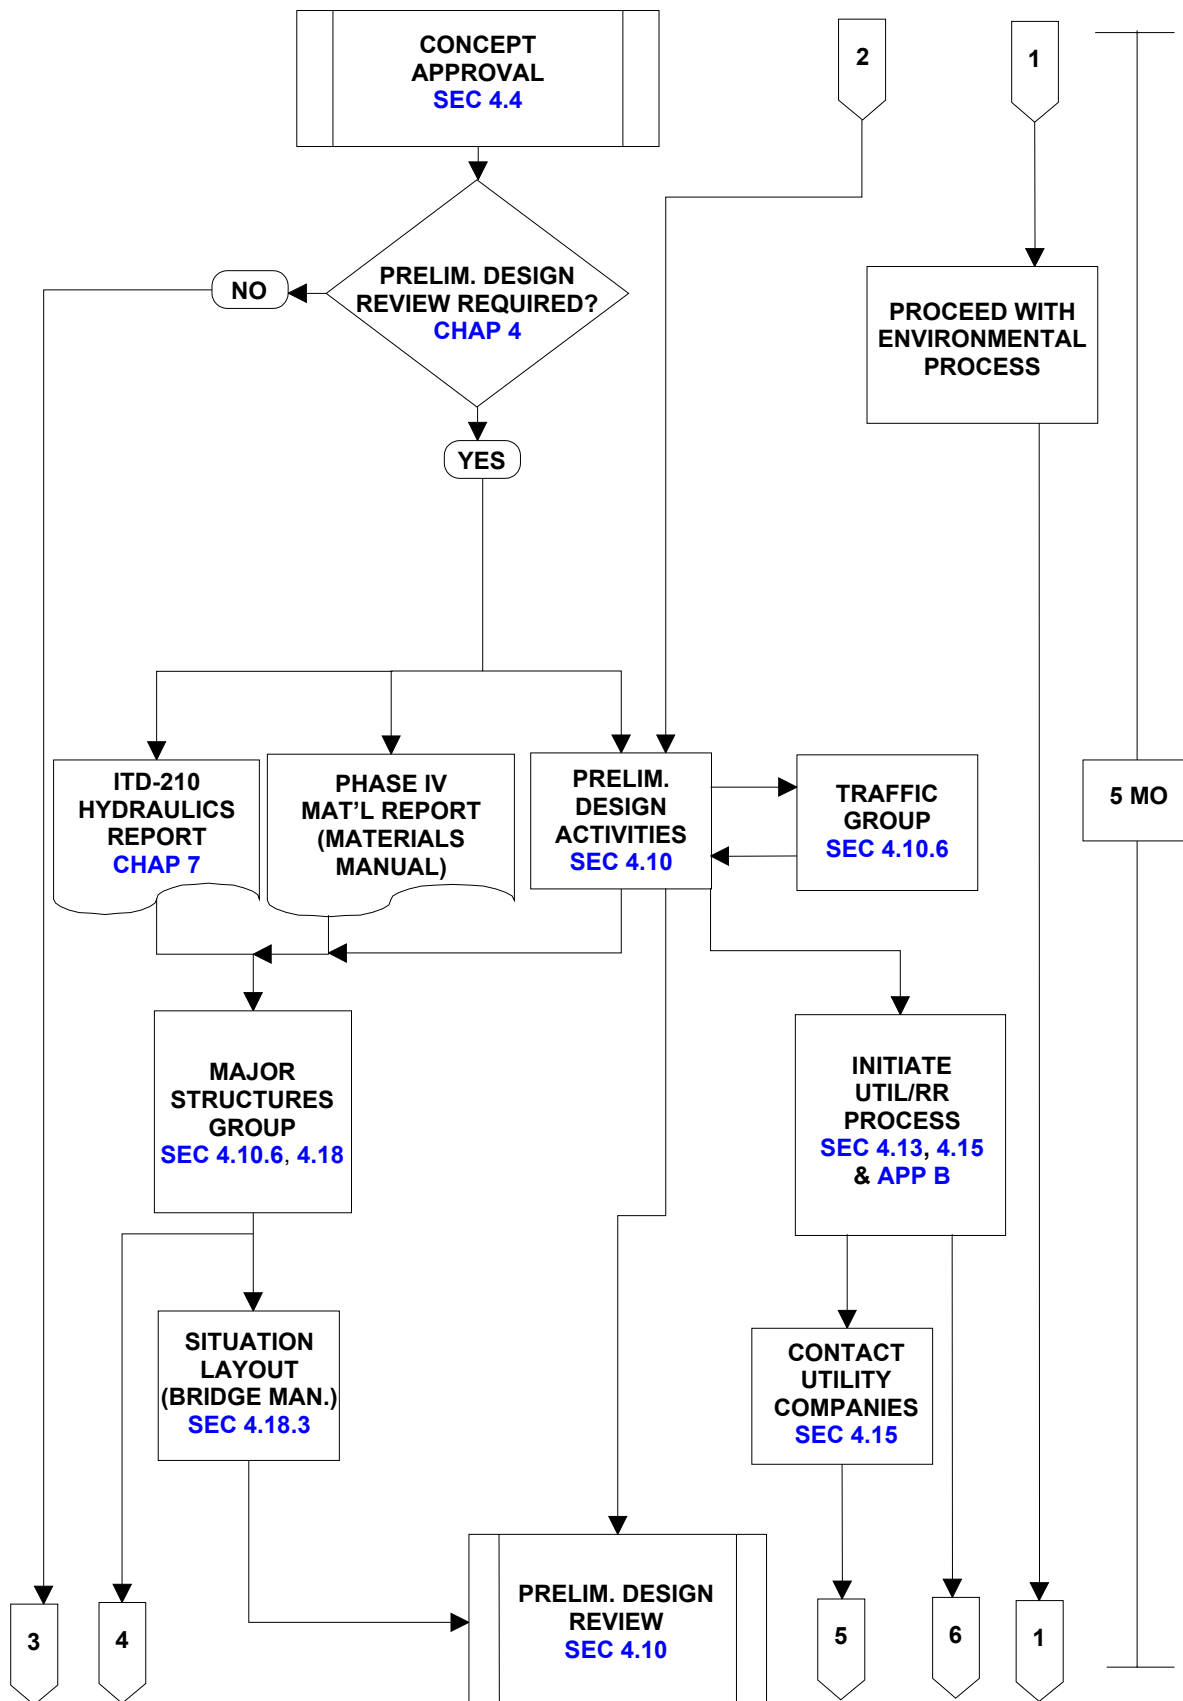 CONCEPT
APPROVAL
SEC 4.4
2
1
PRELIM. DESIGN
REVIEW REQUIRED?
CHAP 4
NO
YES
PROCEED WITH
ENVIRONMENTAL
PROCESS
ITD-210
HYDRAULICS
REPORT
CHAP 7
PHASE IV
MAT’L REPORT
(MATERIALS
MANUAL)
PRELIM.
DESIGN
ACTIVITIES
SEC 4.10
TRAFFIC
GROUP
SEC 4.10.6
5 MO
MAJOR
STRUCTURES
GROUP
SEC 4.10.6, 4.18
INITIATE
UTIL/RR
PROCESS
SEC 4.13, 4.15
& APP B
SITUATION
LAYOUT
(BRIDGE MAN.)
SEC 4.18.3
CONTACT
UTILITY
COMPANIES
SEC 4.15
PRELIM. DESIGN
REVIEW
SEC 4.10
3
4
5
6
1